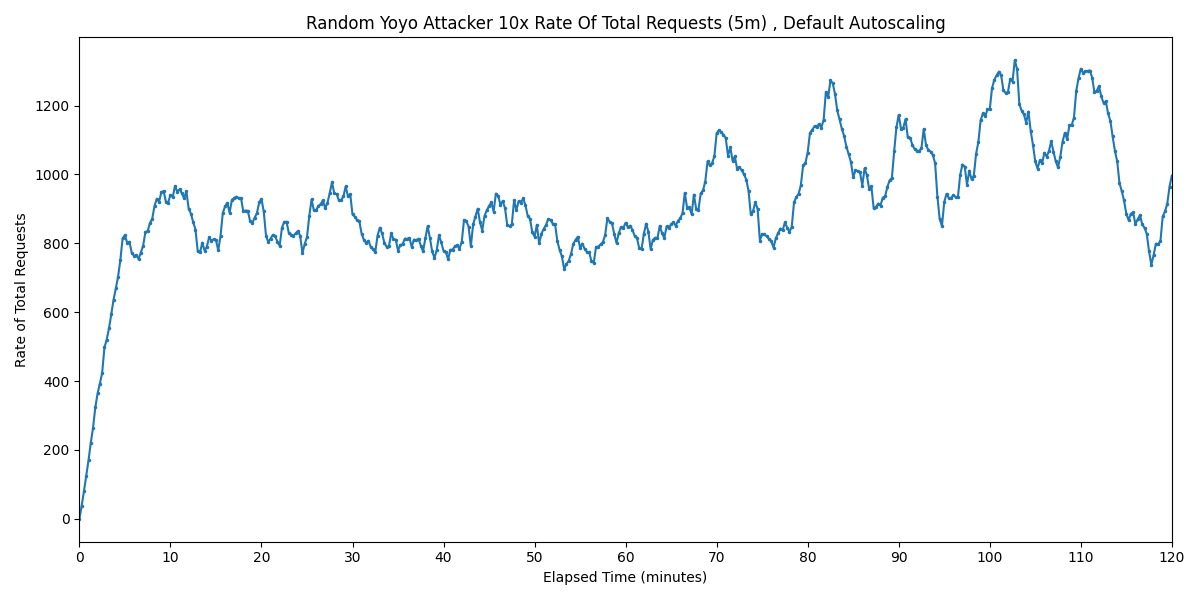 Random Yoyo Attacker 10x Rate Of Total Requests (5m) , Default Autoscaling
Rate of Total Requests
1200
1000
800
600
400
200
0
0 10 20 30 40 50 60 70 80 90 100 110 120
Elapsed Time (minutes)